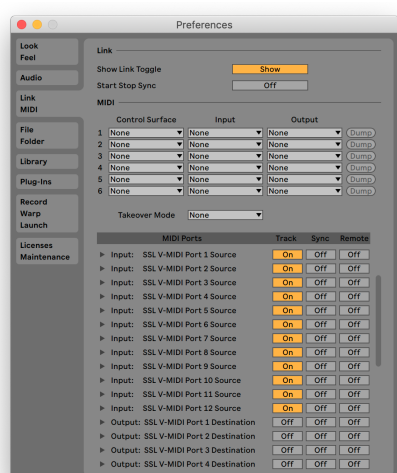 Preferences
Look
Feel
Audio
Link
MIDI
File
Folder
Library
Plug-Ins
Record
Warp
Launch
Licenses
Maintenance
Link
Show Link Toggle Show
Start Stop Sync Off
MIDI
Control Surface Input Output
1 None None None Dump
2 None None None Dump
3 None None None Dump
4 None None None Dump
5 None None None Dump
6 None None None Dump
Takeover Mode None
MIDI Ports Track Sync Remote
Input: SSL V-MIDI Port 1 Source On Off Off
Input: SSL V-MIDI Port 2 Source On Off Off
Input: SSL V-MIDI Port 3 Source On Off Off
Input: SSL V-MIDI Port 4 Source On Off Off
Input: SSL V-MIDI Port 5 Source On Off Off
Input: SSL V-MIDI Port 6 Source On Off Off
Input: SSL V-MIDI Port 7 Source On Off Off
Input: SSL V-MIDI Port 8 Source On Off Off
Input: SSL V-MIDI Port 9 Source On Off Off
Input: SSL V-MIDI Port 10 Source On Off Off
Input: SSL V-MIDI Port 11 Source On Off Off
Input: SSL V-MIDI Port 12 Source On Off Off
Output: SSL V-MIDI Port 1 Destination Off Off Off
Output: SSL V-MIDI Port 2 Destination Off Off Off
Output: SSL V-MIDI Port 3 Destination Off Off Off
Output: SSL V-MIDI Port 4 Destination Off Off Off